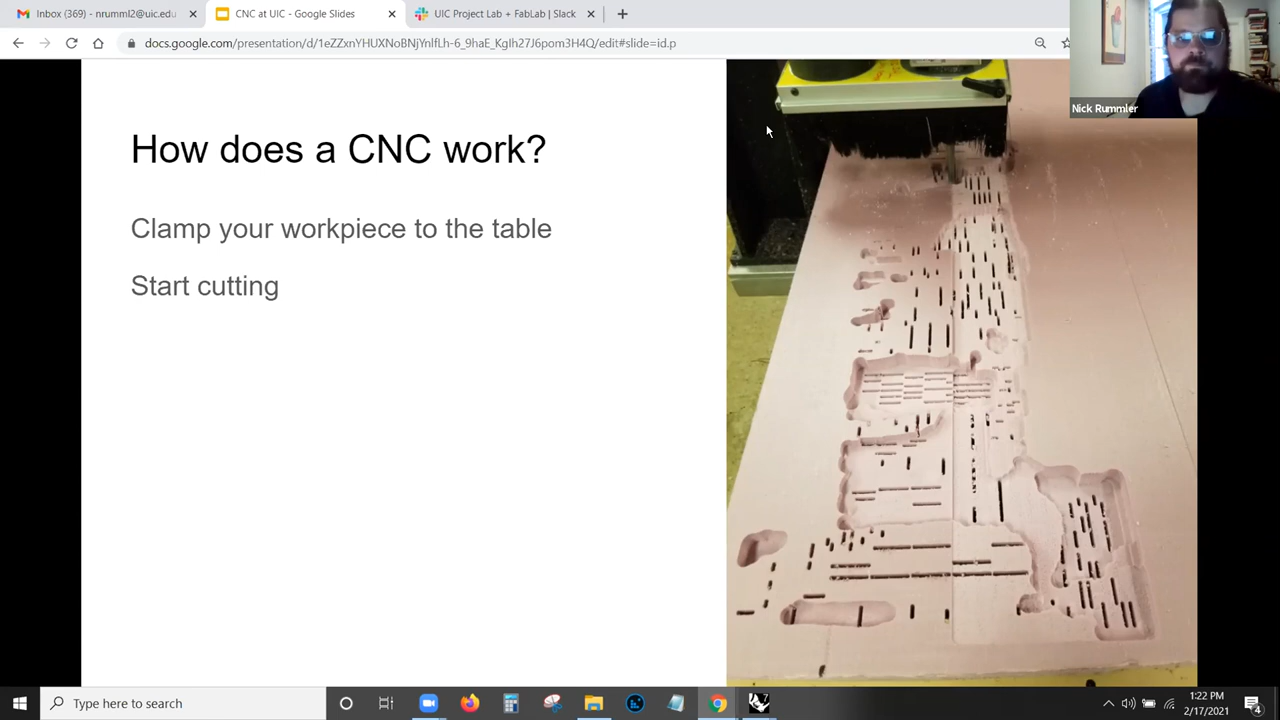 Inbox (369) - nrumml2@uic.edu
CNC at UIC - Google Slides
UIC Project Lab + FabLab | Slack
docs.google.com/presentation/d/1eZZxnYHUXNoBNjYnlfLh-6_9haE_KgIh27J6pom3H4Q/edit#slide=id.p
Nick Rummler
How does a CNC work?
Clamp your workpiece to the table
Start cutting
Type here to search
1:22 PM
2/17/2021
4